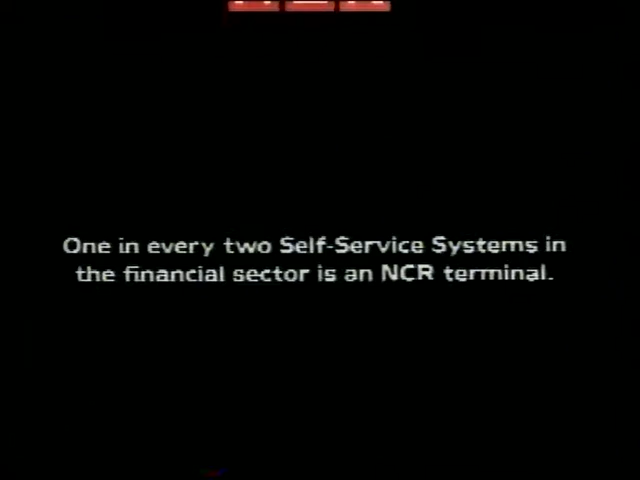 One in every two Self-Service Systems in
the financial sector is an NCR terminal.